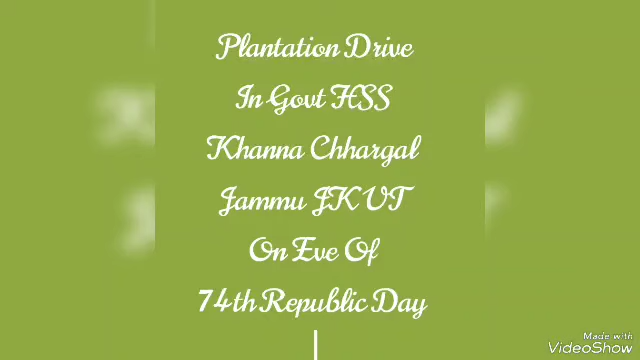 Plantation Drive
In Govt HSS
Khanna Chhargal
Jammu JK UT
On Eve Of
74th Republic Day
Made with
VideoShow